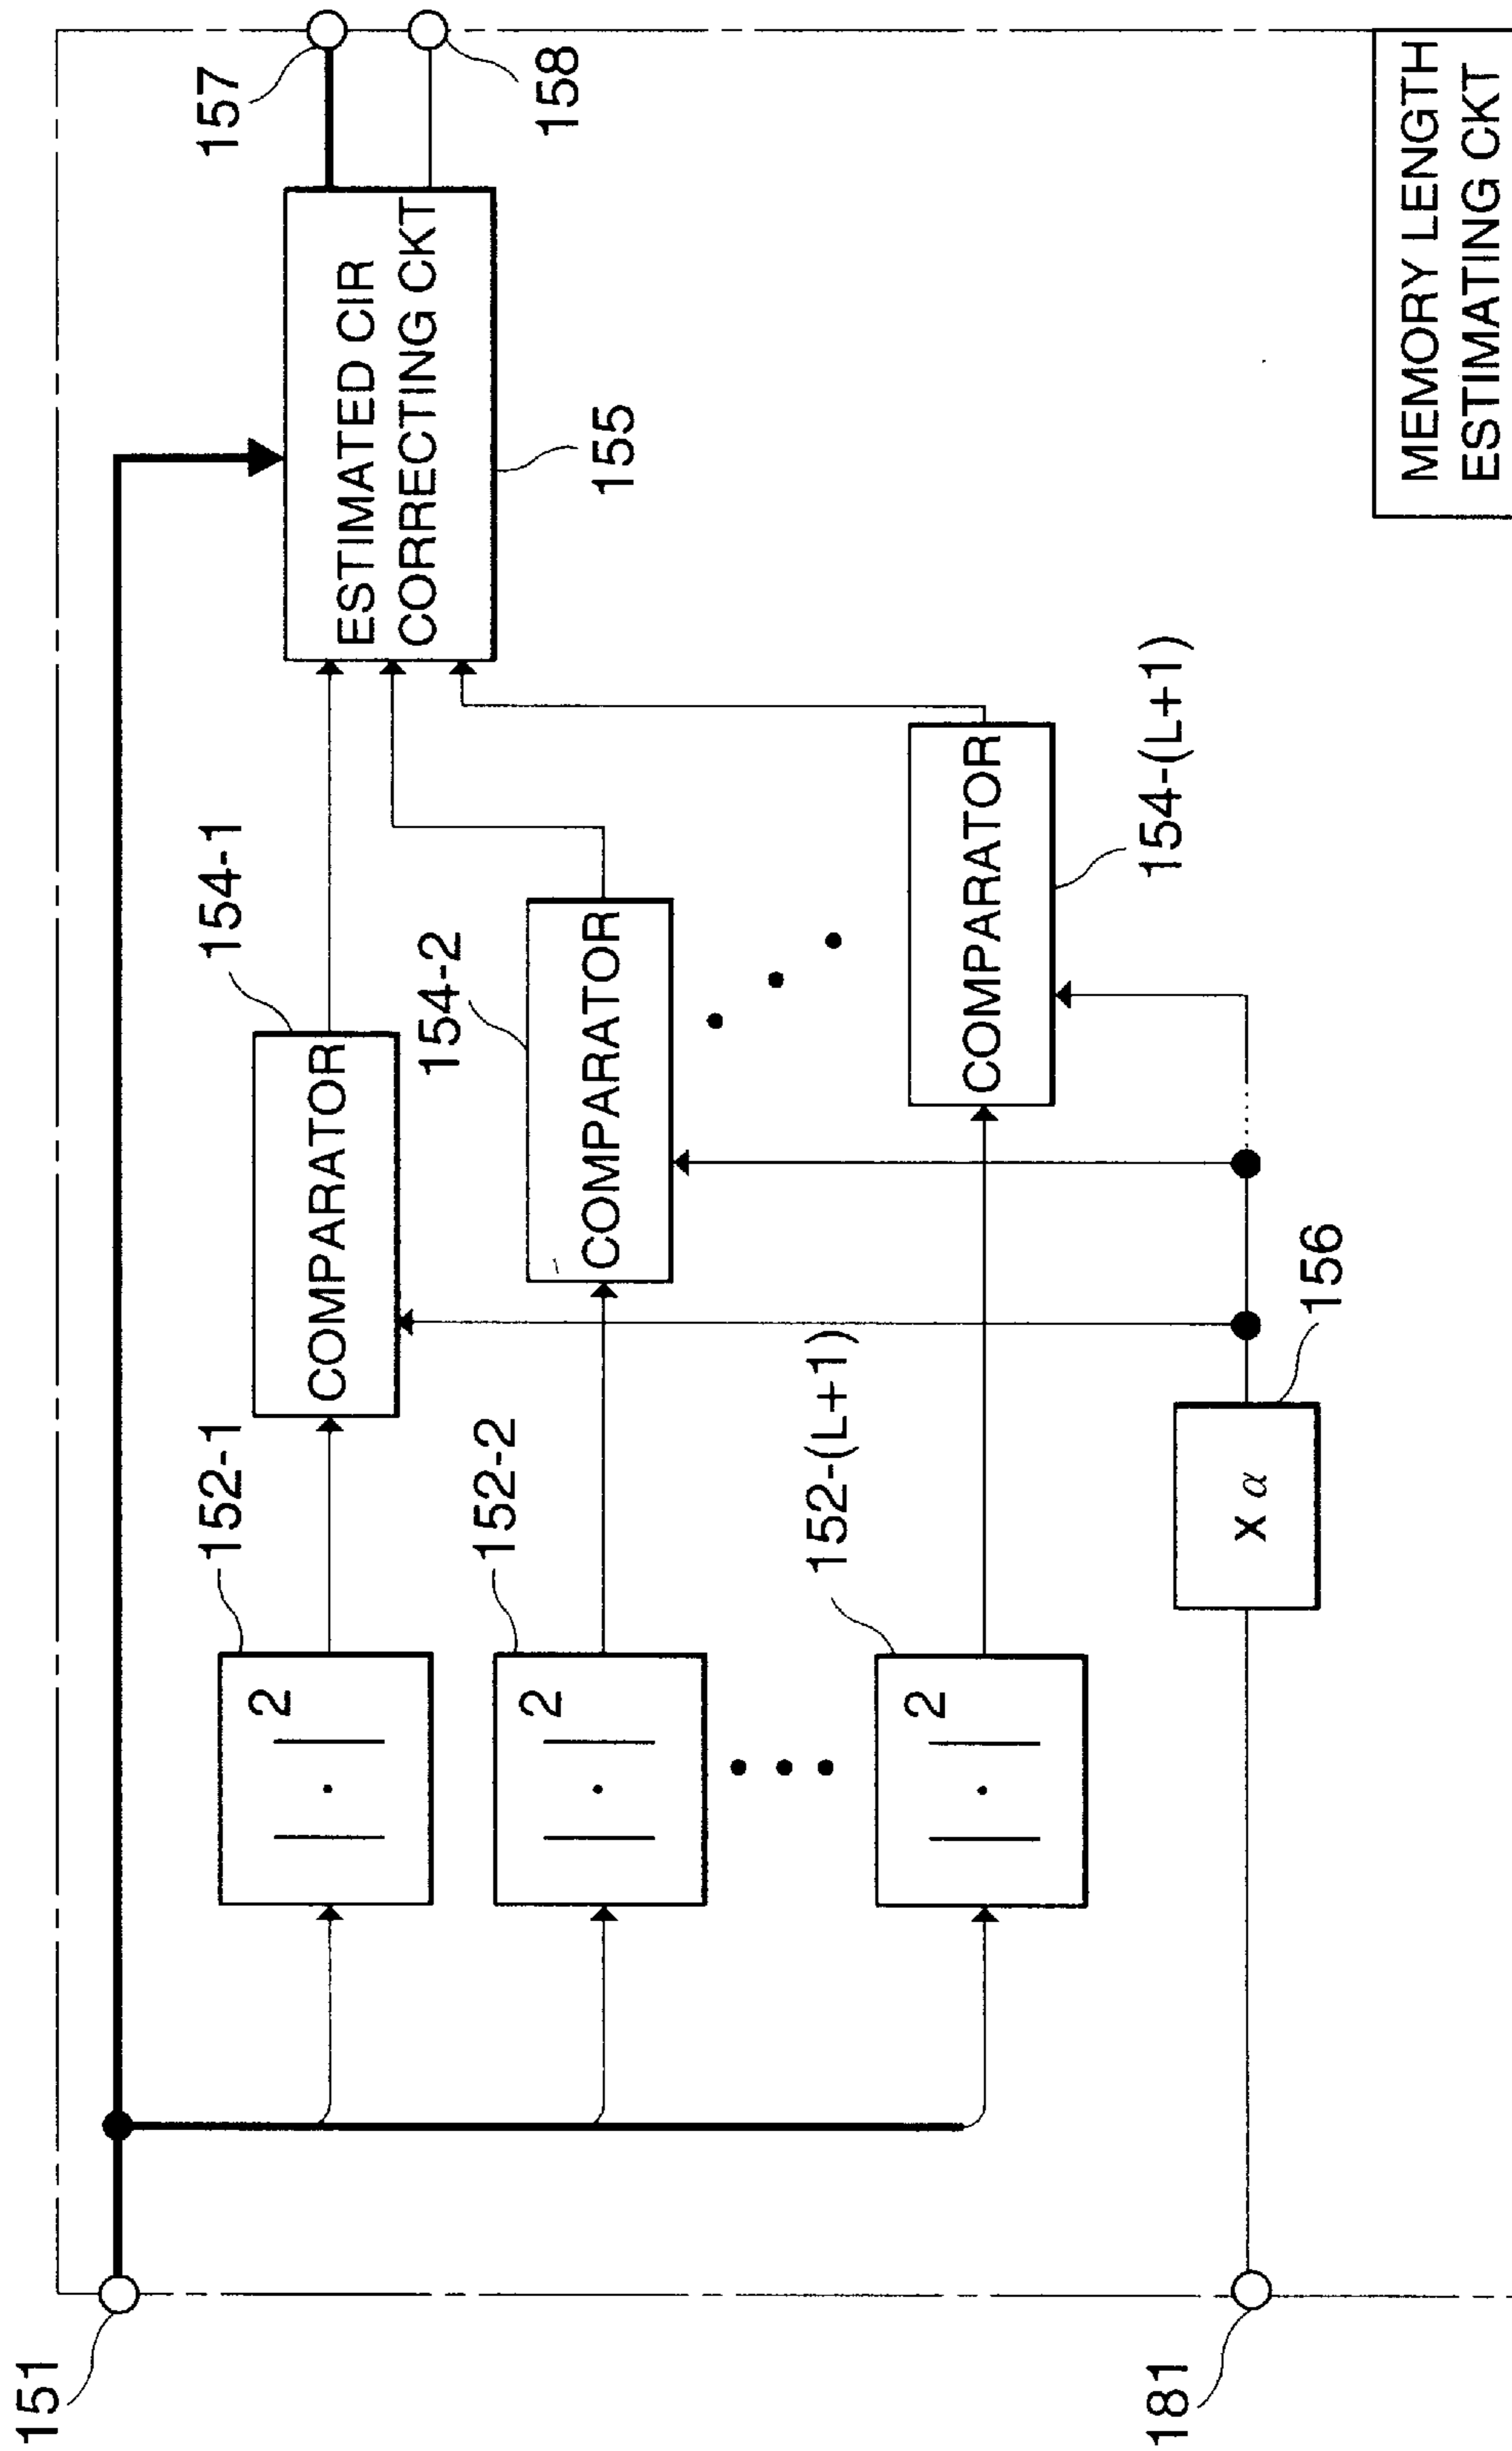 151
152-1
154-1
157
158
ESTIMATED CIR
CORRECTING CKT
155
| · | 2
COMPARATOR
152-2
154-2
| · | 2
COMPARATOR
152-(L+1)
154-(L+1)
| · | 2
COMPARATOR
181
x α
156
MEMORY LENGTH
ESTIMATING CKT